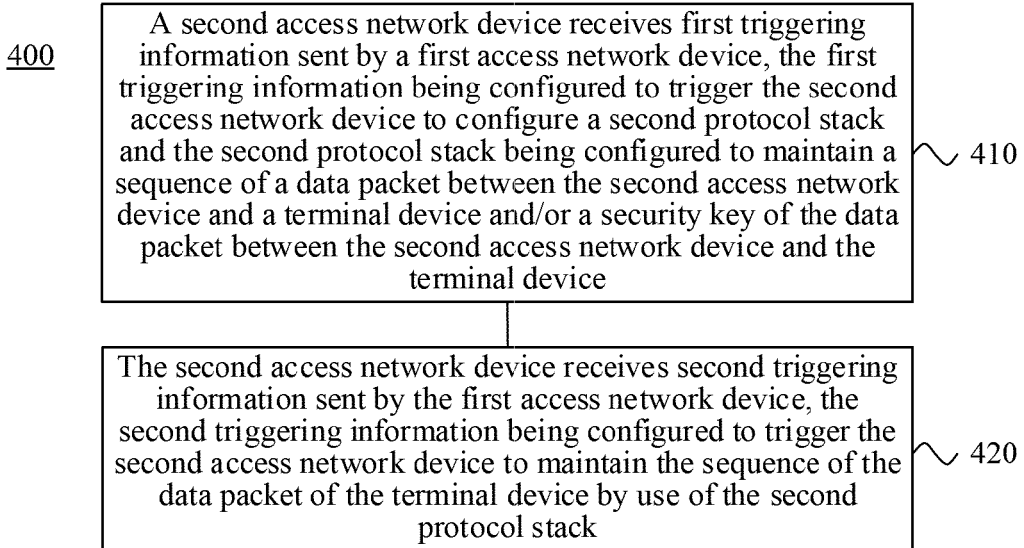 400
A second access network device receives first triggering
information sent by a first access network device, the first
triggering information being configured to trigger the second
access network device to configure a second protocol stack
and the second protocol stack being configured to maintain a
sequence of a data packet between the second access network
device and a terminal device and/or a security key of the data
packet between the second access network device and the
terminal device
410
The second access network device receives second triggering
information sent by the first access network device, the
second triggering information being configured to trigger the
second access network device to maintain the sequence of the
data packet of the terminal device by use of the second
protocol stack
420